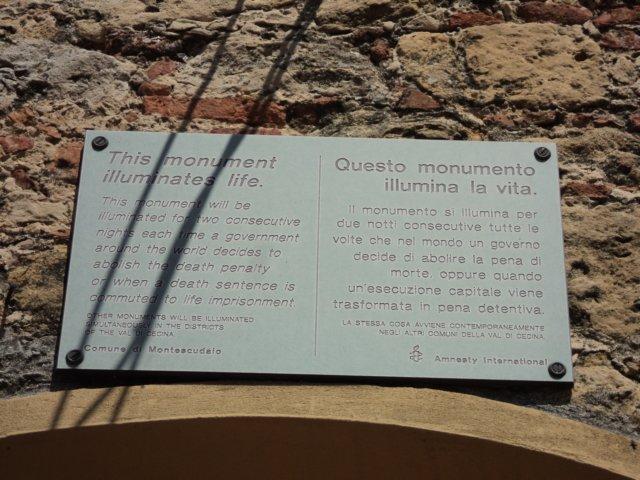 This monument
illuminates life.
This monument will be
illuminated for two consecutive
nights each time a government
around the world decides to
abolish the death penalty
or when a death sentence is
commuted to life imprisonment.
OTHER MONUMENTS WILL BE ILLUMINATED
SIMULTANEOUSLY IN THE DISTRICTS
OF THE VAL DI CECINA.
Comune di Montescudaio
Questo monumento
illumina la vita.
Il monumento si illumina per
due notti consecutive tutte le
volte che nel mondo un governo
decide di abolire la pena di
morte, oppure quando
un'esecuzione capitale viene
trasformata in pena detentiva.
LA STESSA COSA AVVIENE CONTEMPORANEAMENTE
NEGLI ALTRI COMUNI DELLA VAL DI CECINA.
Amnesty International